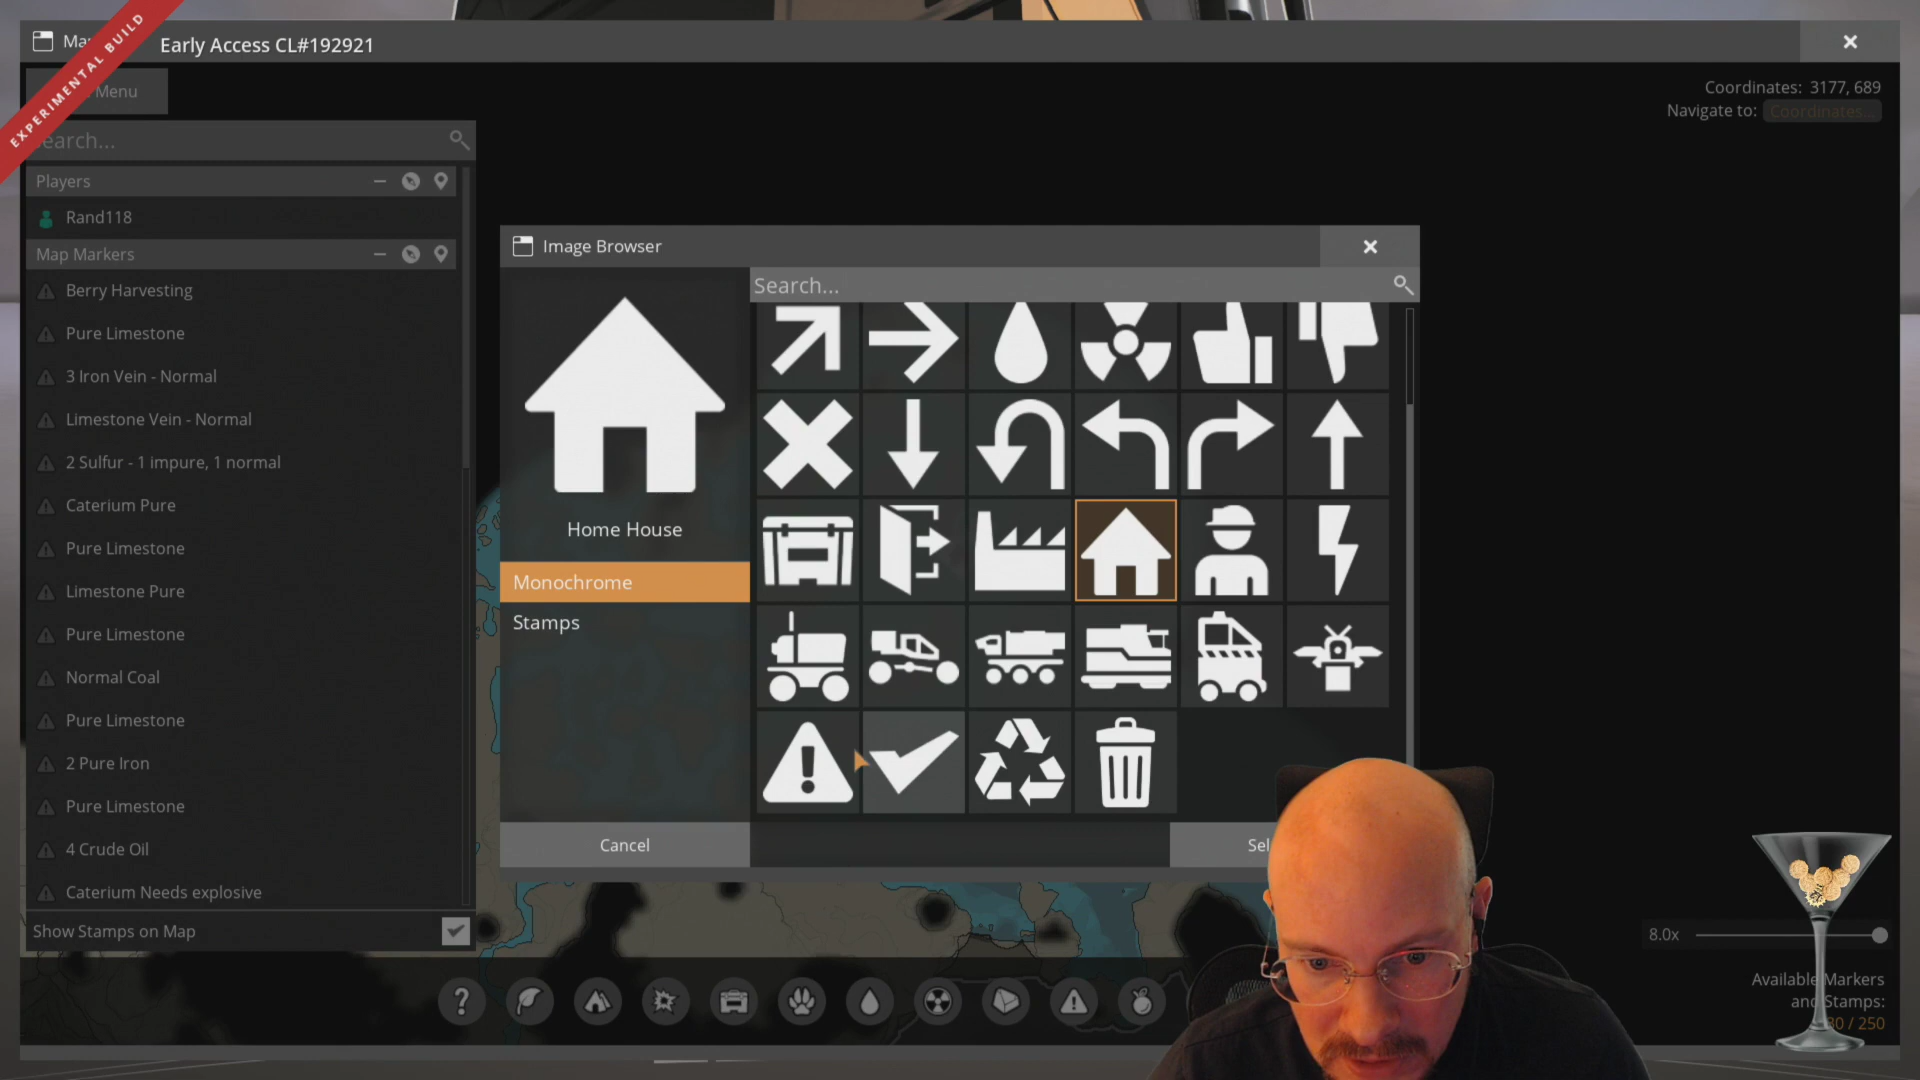 EXPERIMENTAL BUILD
Early Access CL#192921
Menu
Coordinates: 3177, 689
Navigate to: Coordinates...
Players
Rand118
Map Markers
Berry Harvesting
Pure Limestone
3 Iron Vein - Normal
Limestone Vein - Normal
2 Sulfur - 1 impure, 1 normal
Caterium Pure
Pure Limestone
Limestone Pure
Pure Limestone
Normal Coal
Pure Limestone
2 Pure Iron
Pure Limestone
4 Crude Oil
Caterium Needs explosive
Show Stamps on Map
Image Browser
Search...
Home House
Monochrome
Stamps
Cancel
8.0x
Available Markers
and Stamps:
/ 250